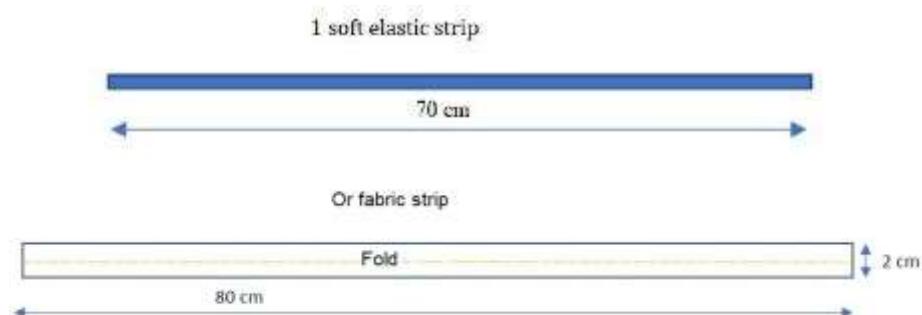 1 soft elastic strip
70 cm
Or fabric strip
Fold
2 cm
80 cm